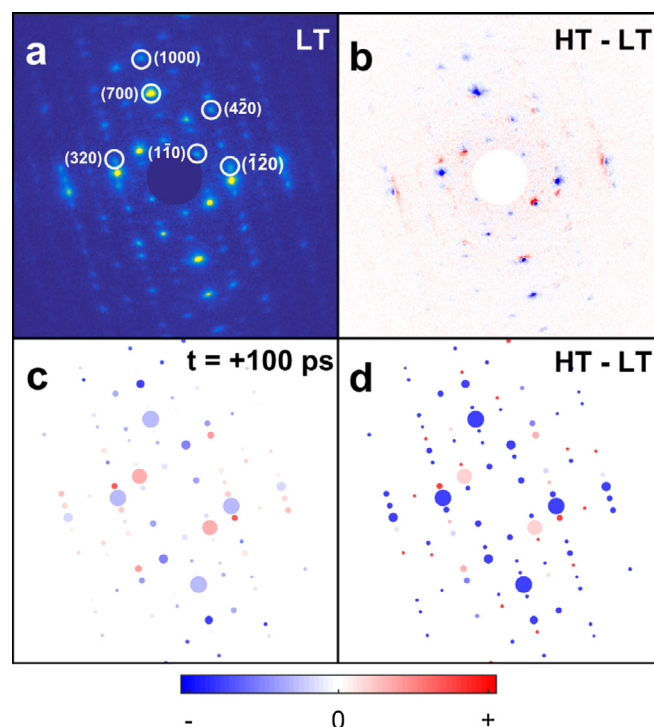 a
LT
(1000)
(700)
(42̅0)
(320)
(11̅0)
(1̅2̅0)
b
HT - LT
c
t = +100 ps
d
HT - LT
-
0
+